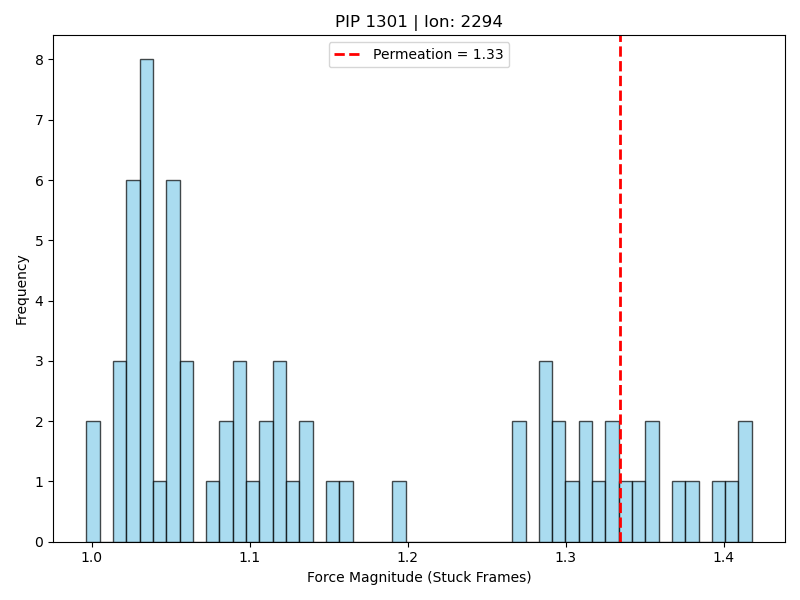 PIP 1301 | Ion: 2294
Permeation = 1.33
Frequency
8
7
6
5
4
3
2
1
0
1.0 1.1 1.2 1.3 1.4
Force Magnitude (Stuck Frames)